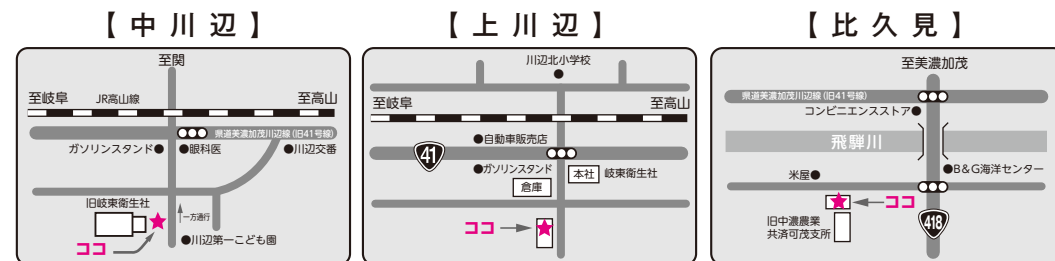 【中川辺】
至関
至岐阜
JR高山線
至高山
県道美濃加茂川辺線(旧41号線)
ガソリンスタンド●
●眼科医
●川辺交番
旧岐東衛生社
一方通行
ココ
●川辺第一こども園
【上川辺】
川辺北小学校
至岐阜
至高山
●自動車販売店
41
●ガソリンスタンド
本社
岐東衛生社
倉庫
ココ
【比久見】
至美濃加茂
県道美濃加茂川辺線(旧41号線)
コンビニエンスストア●
飛騨川
米屋●
●B&G海洋センター
ココ
旧中濃農業
共済可茂支所
418